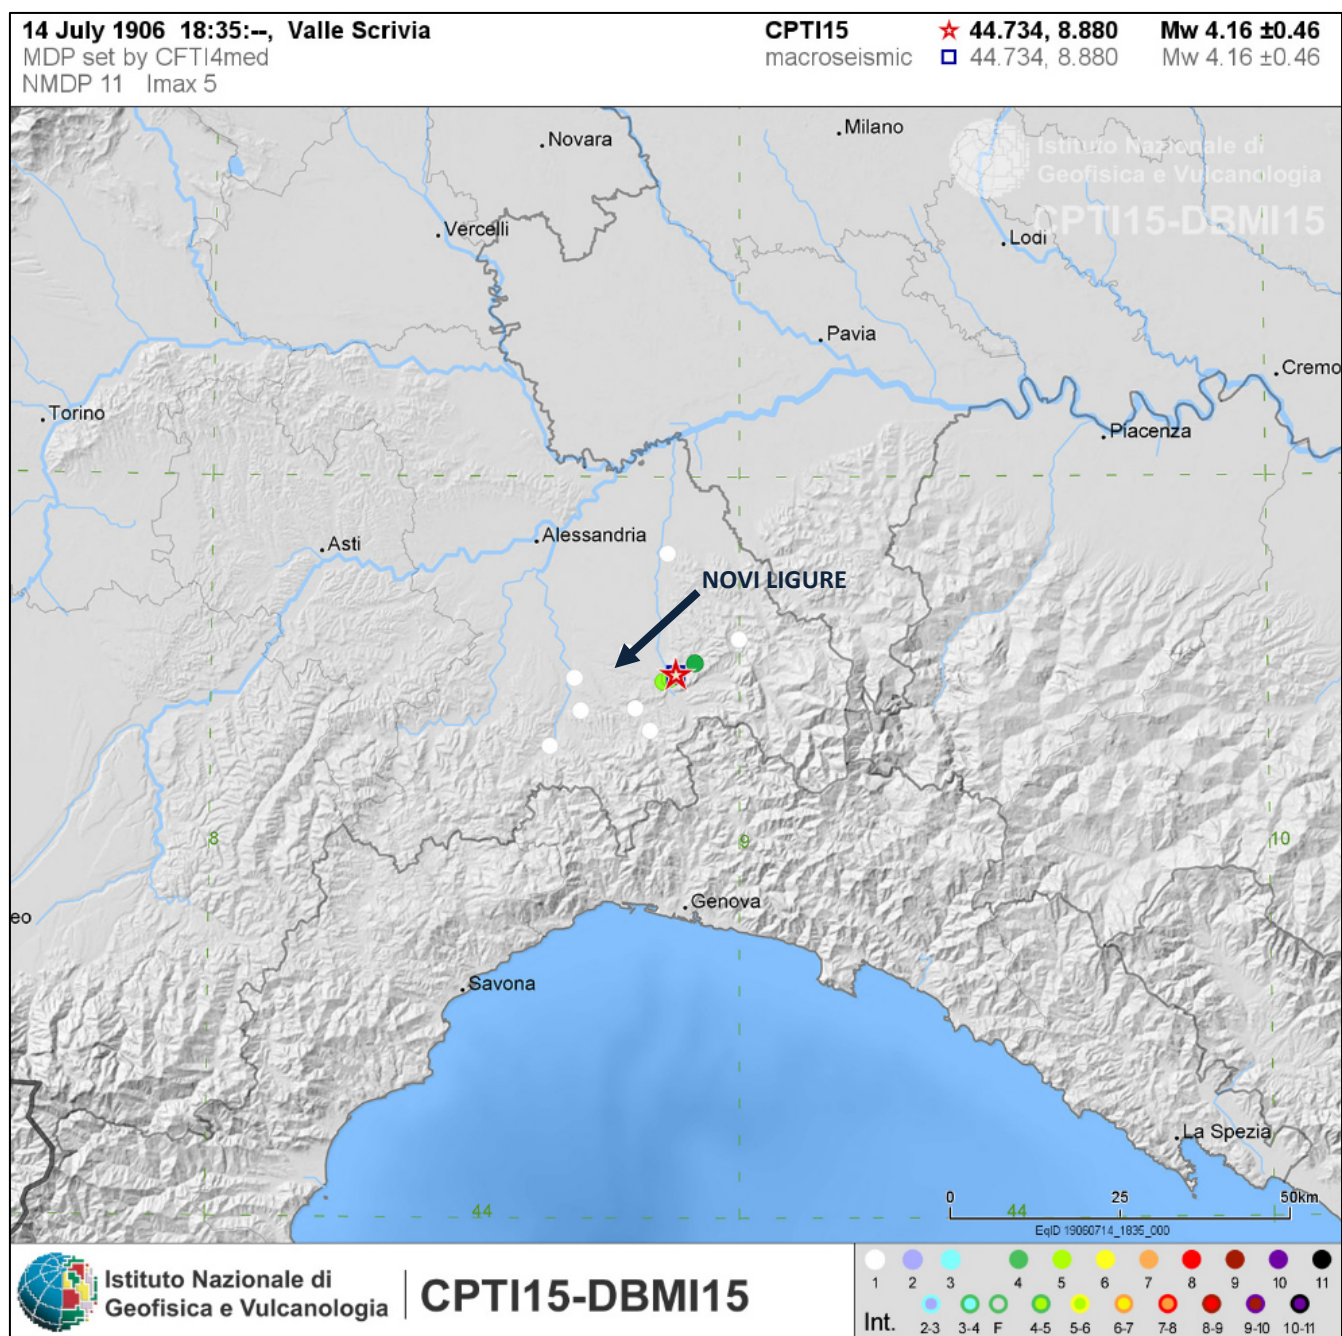 14 July 1906 18:35:--, Valle Scrivia
MDP set by CFTI4med
NMDP 11 Imax 5
CPTI15 44.734, 8.880 Mw 4.16 ±0.46
macroseismic 44.734, 8.880 Mw 4.16 ±0.46
Milano
Novara
Istituto Nazionale di
Geofisica e Vulcanologia
CPTI15-DBMI15
Vercelli
Lodi
Pavia
Cremo
Torino
Piacenza
Alessandria
Asti
NOVI LIGURE
8
9
10
Genova
eo
Savona
La Spezia
0 25 50km
44
44
EqID 19060714_1835_000
Istituto Nazionale di
Geofisica e Vulcanologia
CPTI15-DBMI15
1 2 3 4 5 6 7 8 9 10 11
Int. 2-3 3-4 F 4-5 5-6 6-7 7-8 8-9 9-10 10-11